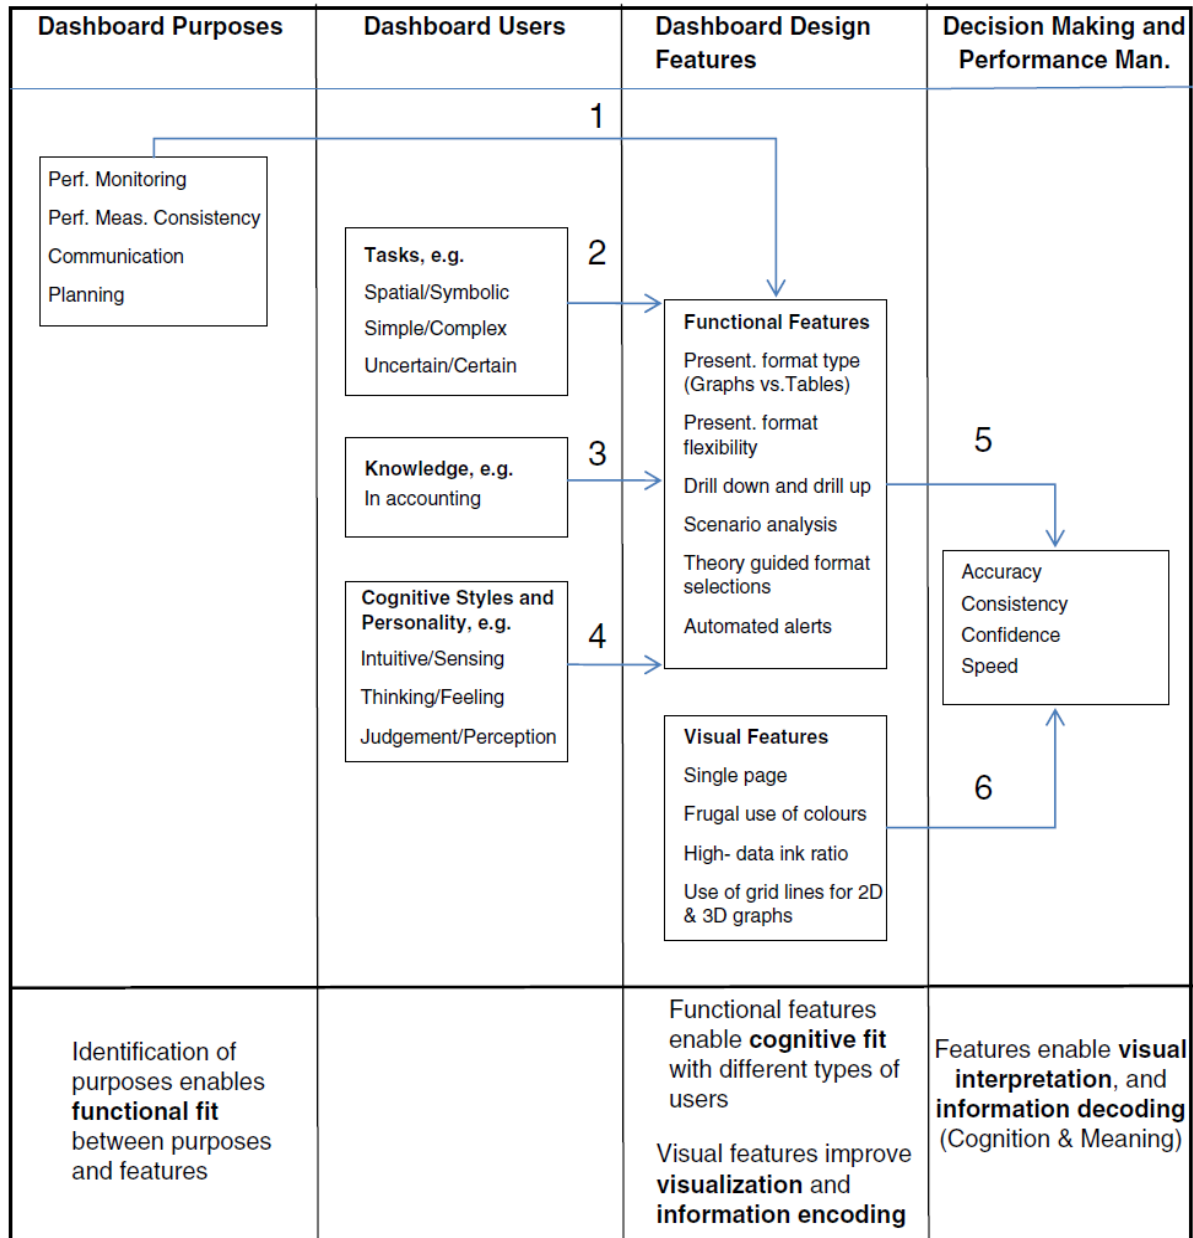 Dashboard Purposes
Dashboard Users
Dashboard Design
Features
Decision Making and
Performance Man.
1
Perf. Monitoring
Perf. Meas. Consistency
Communication
Planning
Tasks, e.g.
Spatial/Symbolic
Simple/Complex
Uncertain/Certain
2
Knowledge, e.g.
In accounting
3
Cognitive Styles and
Personality, e.g.
Intuitive/Sensing
Thinking/Feeling
Judgement/Perception
4
Functional Features
Present. format type
(Graphs vs.Tables)
Present. format
flexibility
Drill down and drill up
Scenario analysis
Theory guided format
selections
Automated alerts
Visual Features
Single page
Frugal use of colours
High- data ink ratio
Use of grid lines for 2D
& 3D graphs
5
Accuracy
Consistency
Confidence
Speed
6
Identification of
purposes enables
functional fit
between purposes
and features
Functional features
enable cognitive fit
with different types of
users
Visual features improve
visualization and
information encoding
Features enable visual
interpretation, and
information decoding
(Cognition & Meaning)